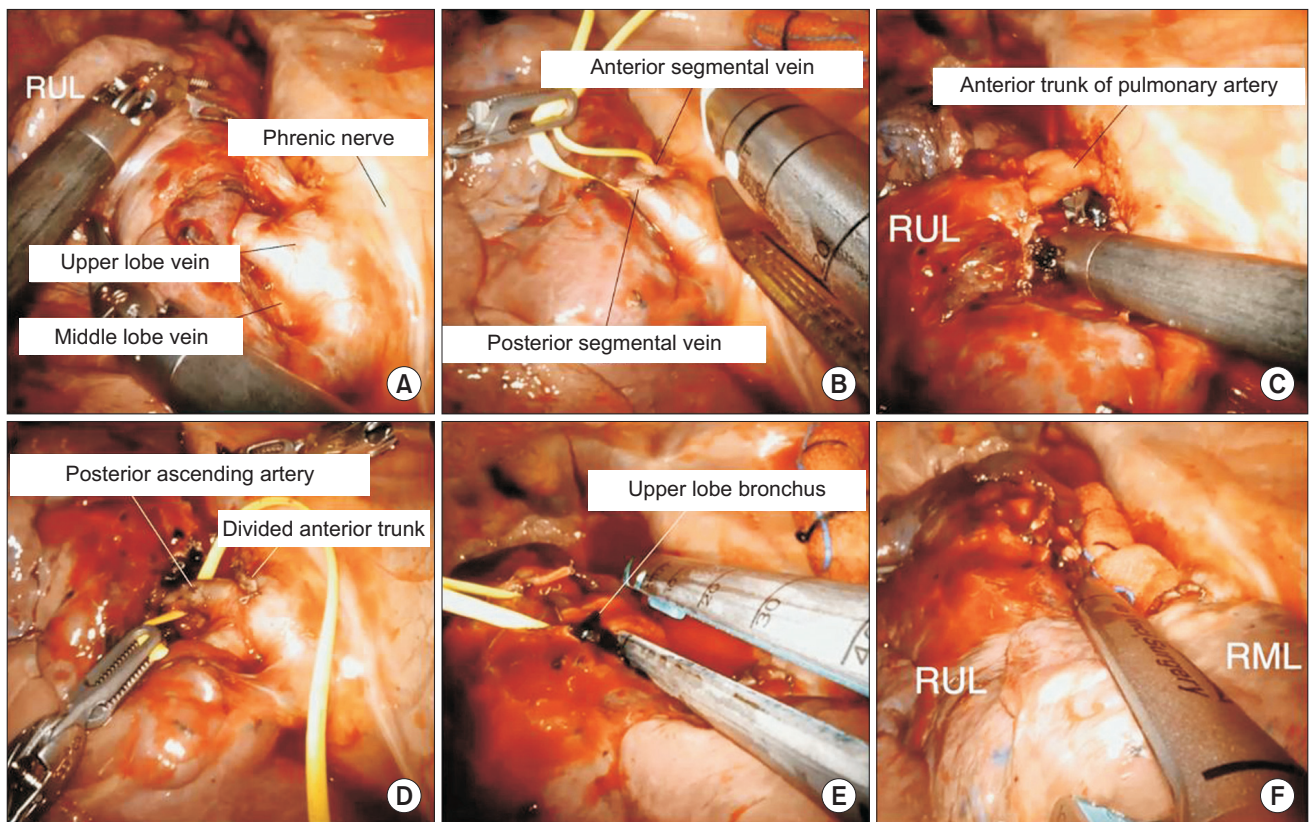 RUL
Phrenic nerve
Upper lobe vein
Middle lobe vein
A
Anterior segmental vein
Posterior segmental vein
B
Anterior trunk of pulmonary artery
RUL
C
Posterior ascending artery
Divided anterior trunk
D
Upper lobe bronchus
30
E
RUL
RML
F